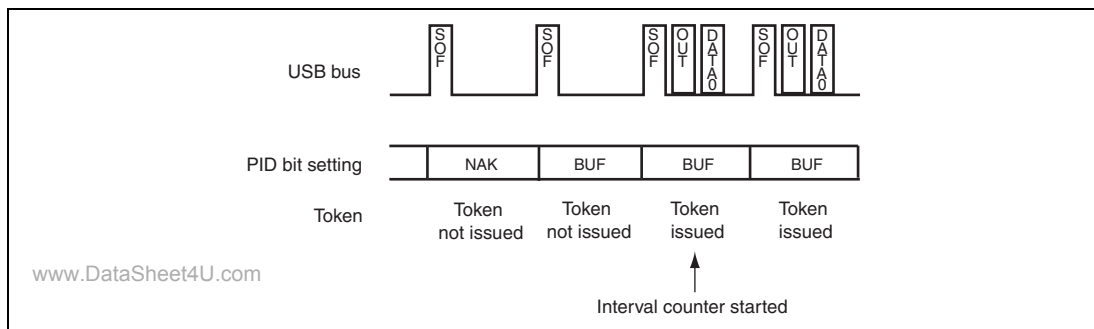 SOF
SOF
SOF
OUT
DATA0
SOF
OUT
DATA0
USB bus
PID bit setting
NAK
BUF
BUF
BUF
Token
Token
not issued
Token
not issued
Token
issued
Token
issued
www.DataSheet4U.com
Interval counter started